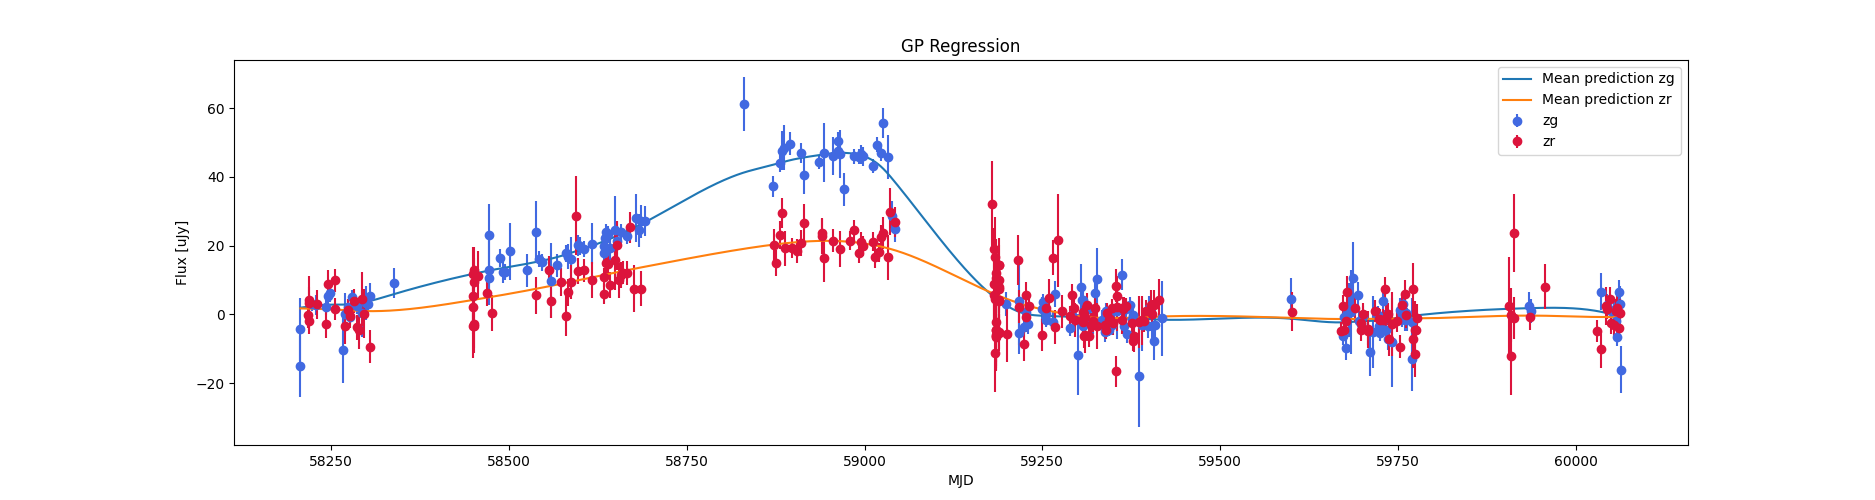 GP Regression
Flux [uJy]
60
40
20
0
−20
Mean prediction zg
Mean prediction zr
zg
zr
58250 58500 58750 59000 59250 59500 59750 60000
MJD